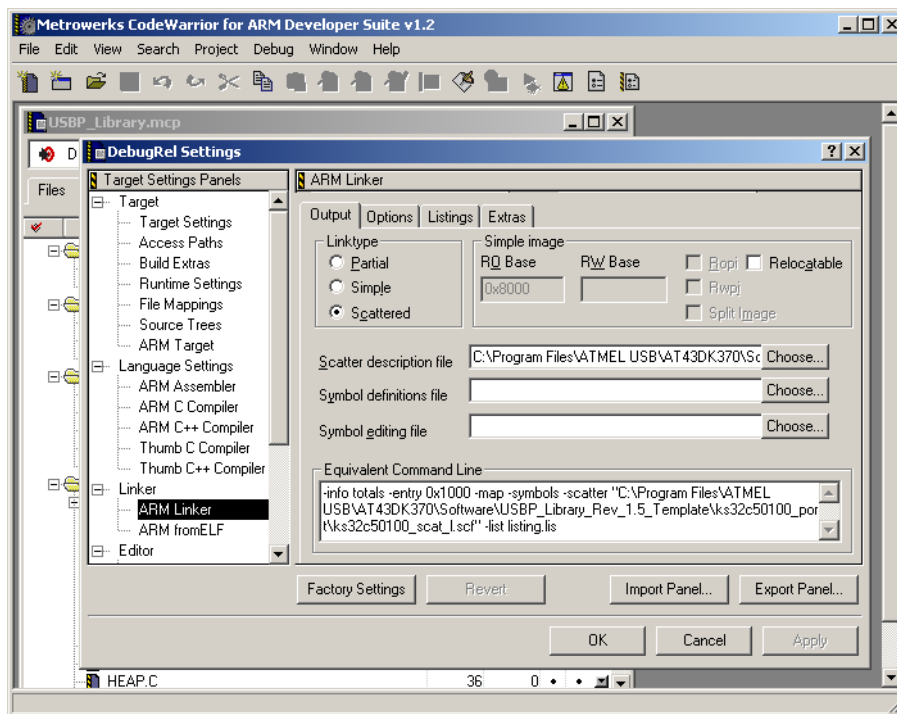 Metrowerks CodeWarrior for ARM Developer Suite v1.2
File Edit View Search Project Debug Window Help
USBP_Library.mcp
D
DebugRel Settings
Files
Target Settings Panels
Target
Target Settings
Access Paths
Build Extras
Runtime Settings
File Mappings
Source Trees
ARM Target
Language Settings
ARM Assembler
ARM C Compiler
ARM C++ Compiler
Thumb C Compiler
Thumb C++ Compiler
Linker
ARM Linker
ARM fromELF
Editor
ARM Linker
Output Options Listings Extras
Linktype
Partial
Simple
Scattered
Simple image
RO Base RW Base
0x8000
Ropi Relocatable
Rwpi
Split Image
Scatter description file C:\Program Files\ATMEL USB\AT43DK370\Sc Choose...
Symbol definitions file Choose...
Symbol editing file Choose...
Equivalent Command Line
-info totals -entry 0x1000 -map -symbols -scatter "C:\Program Files\ATMEL
USB\AT43DK370\Software\USBP_Library_Rev_1.5_Template\ks32c50100_por
t\ks32c50100_scat_l.scf" -list listing.lis
Factory Settings Revert Import Panel... Export Panel...
OK Cancel Apply
HEAP.C 36 0 • •